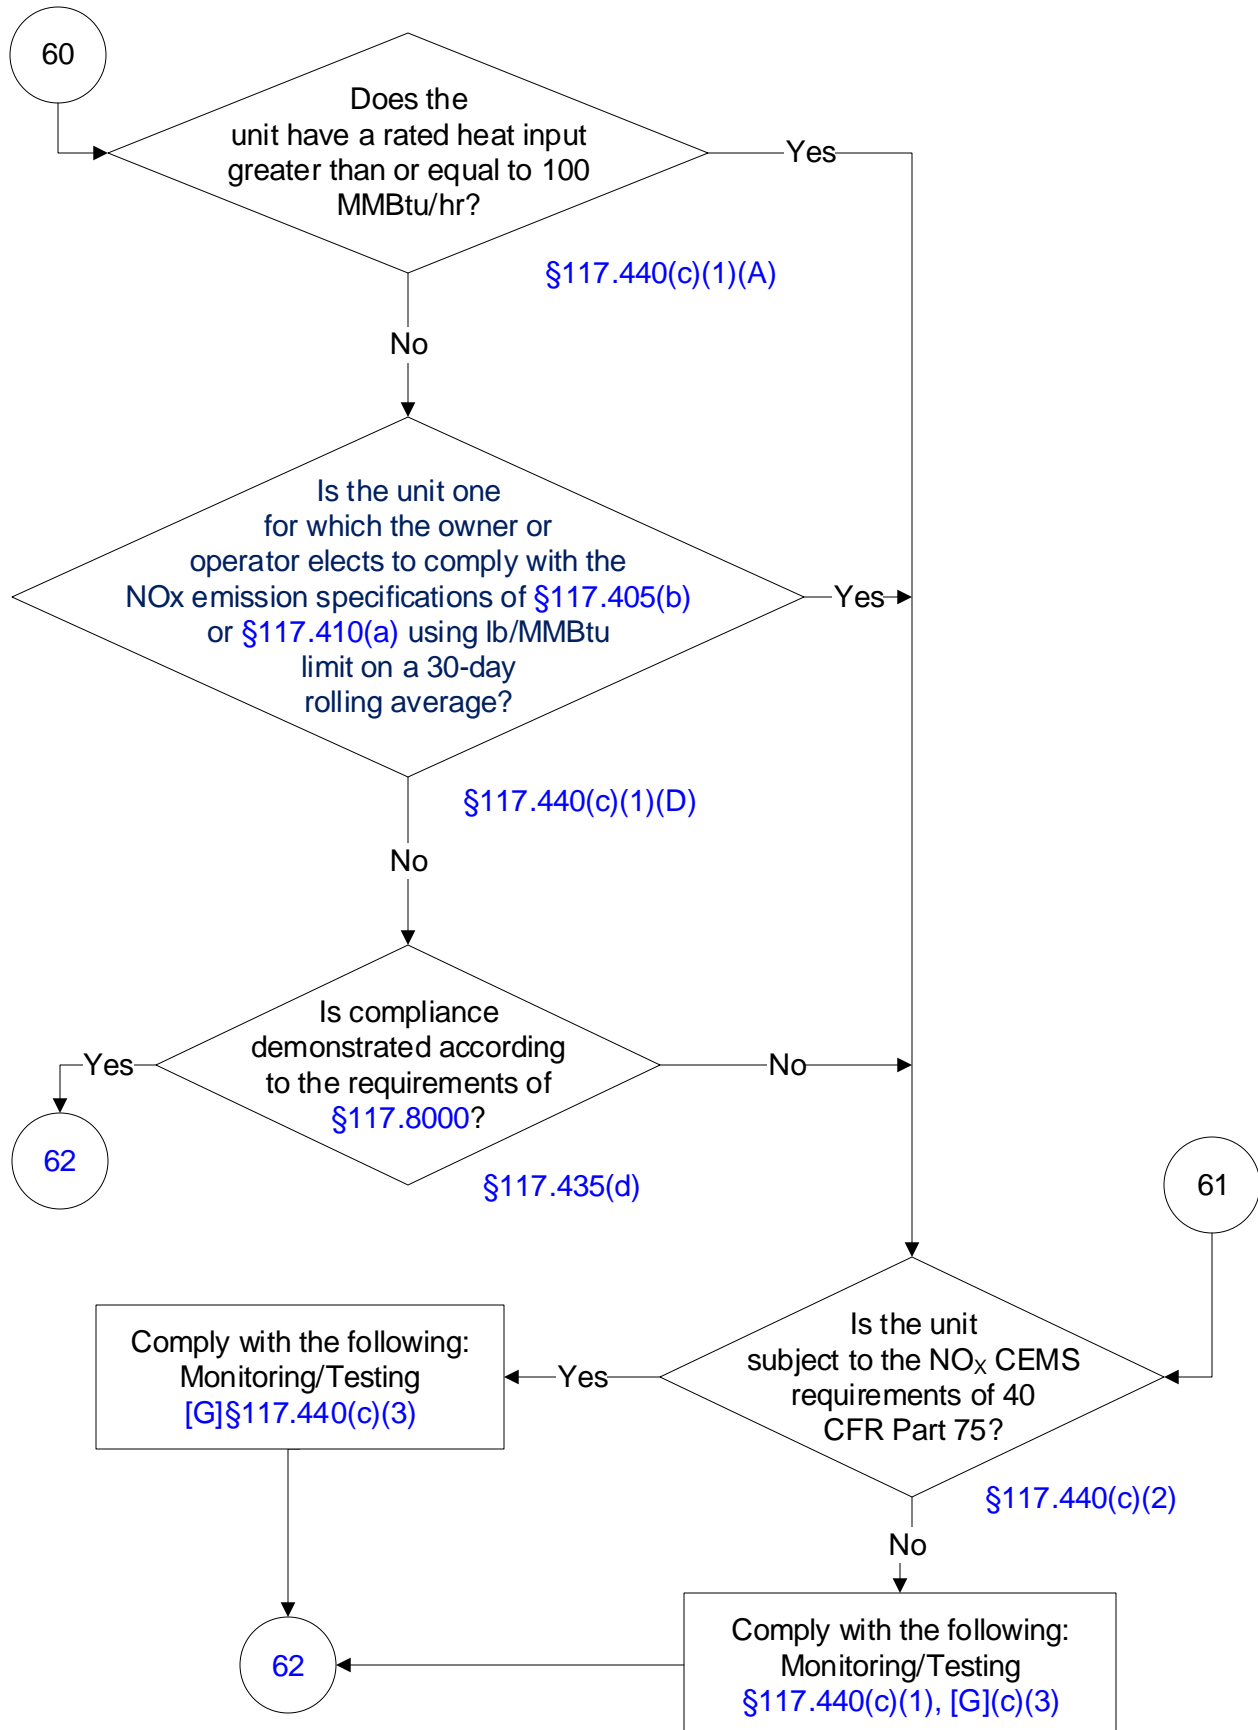 60
Does the
unit have a rated heat input
greater than or equal to 100
MMBtu/hr?
Yes
§117.440(c)(1)(A)
No
Is the unit one
for which the owner or
operator elects to comply with the
NOx emission specifications of §117.405(b)
or §117.410(a) using lb/MMBtu
limit on a 30-day
rolling average?
Yes
§117.440(c)(1)(D)
No
Is compliance
demonstrated according
to the requirements of
§117.8000?
Yes
No
62
§117.435(d)
61
Is the unit
subject to the NOX CEMS
requirements of 40
CFR Part 75?
Yes
Comply with the following:
Monitoring/Testing
[G]§117.440(c)(3)
§117.440(c)(2)
No
Comply with the following:
Monitoring/Testing
§117.440(c)(1), [G](c)(3)
62